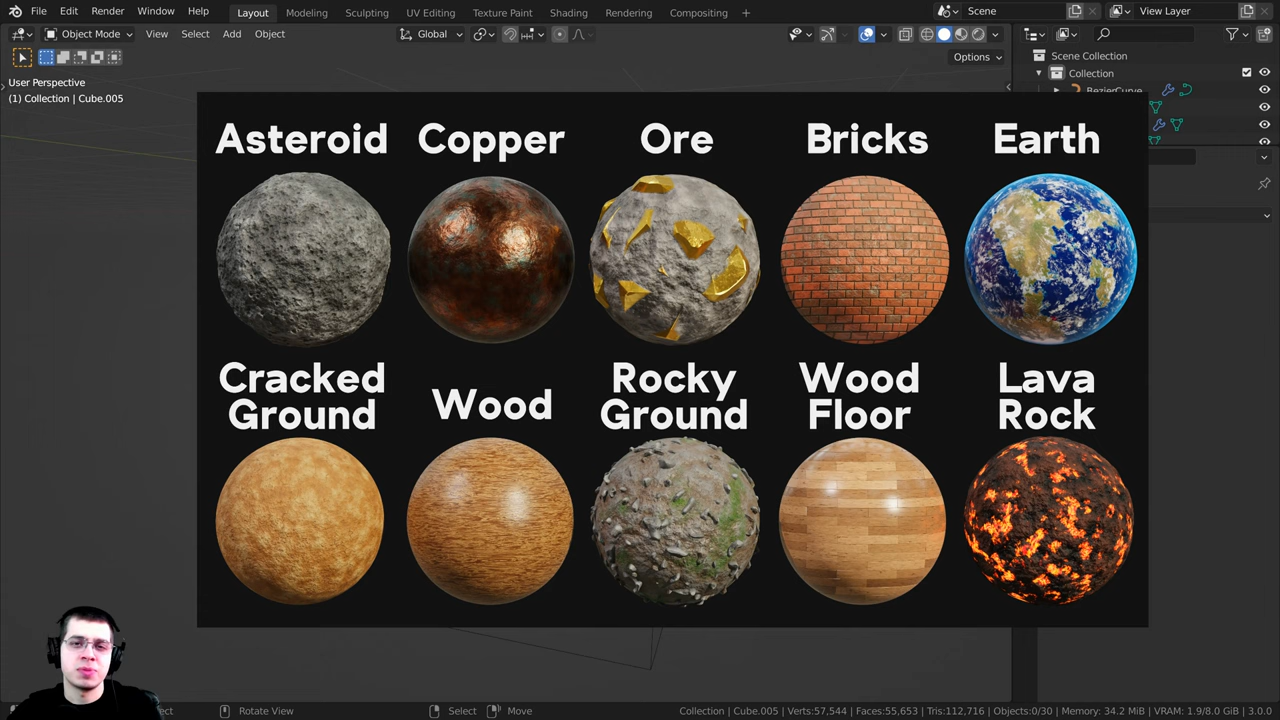 File Edit Render Window Help Layout Modeling Sculpting UV Editing Texture Paint Shading Rendering Compositing + Scene View Layer
Object Mode View Select Add Object Global
Options
User Perspective
(1) Collection | Cube.005
Scene Collection
Collection
BezierCurve
Asteroid Copper Ore Bricks Earth
Cracked Ground
Wood
Rocky Ground
Wood Floor
Lava Rock
Rotate View Select Move Collection | Cube.005 | Verts:57,544 | Faces:55,653 | Tris:112,716 | Objects:0/30 | Memory: 34.2 MiB | VRAM: 1.9/8.0 GiB | 3.0.0